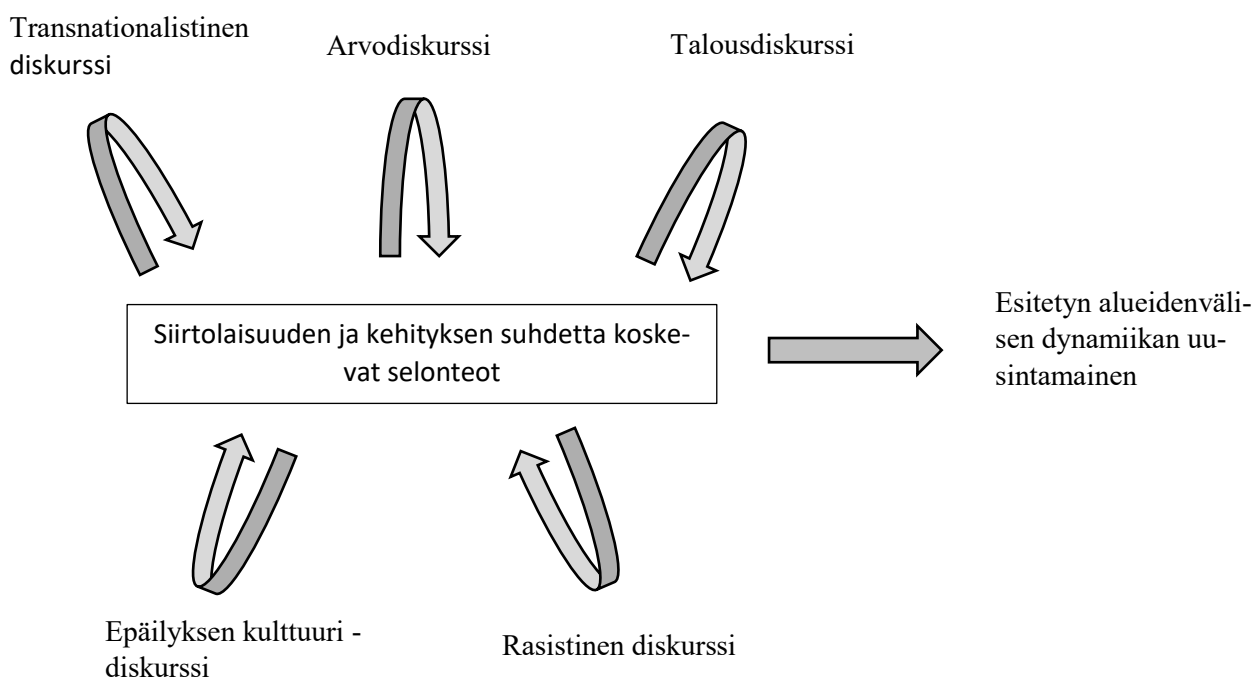 Transnationalistinen
diskurssi
Arvodiskurssi
Talousdiskurssi
Siirtolaisuuden ja kehityksen suhdetta koske-
vat selonteot
Esitetyn alueidenväli-
sen dynamiikan uu-
sintamainen
Epäilyksen kulttuuri -
diskurssi
Rasistinen diskurssi